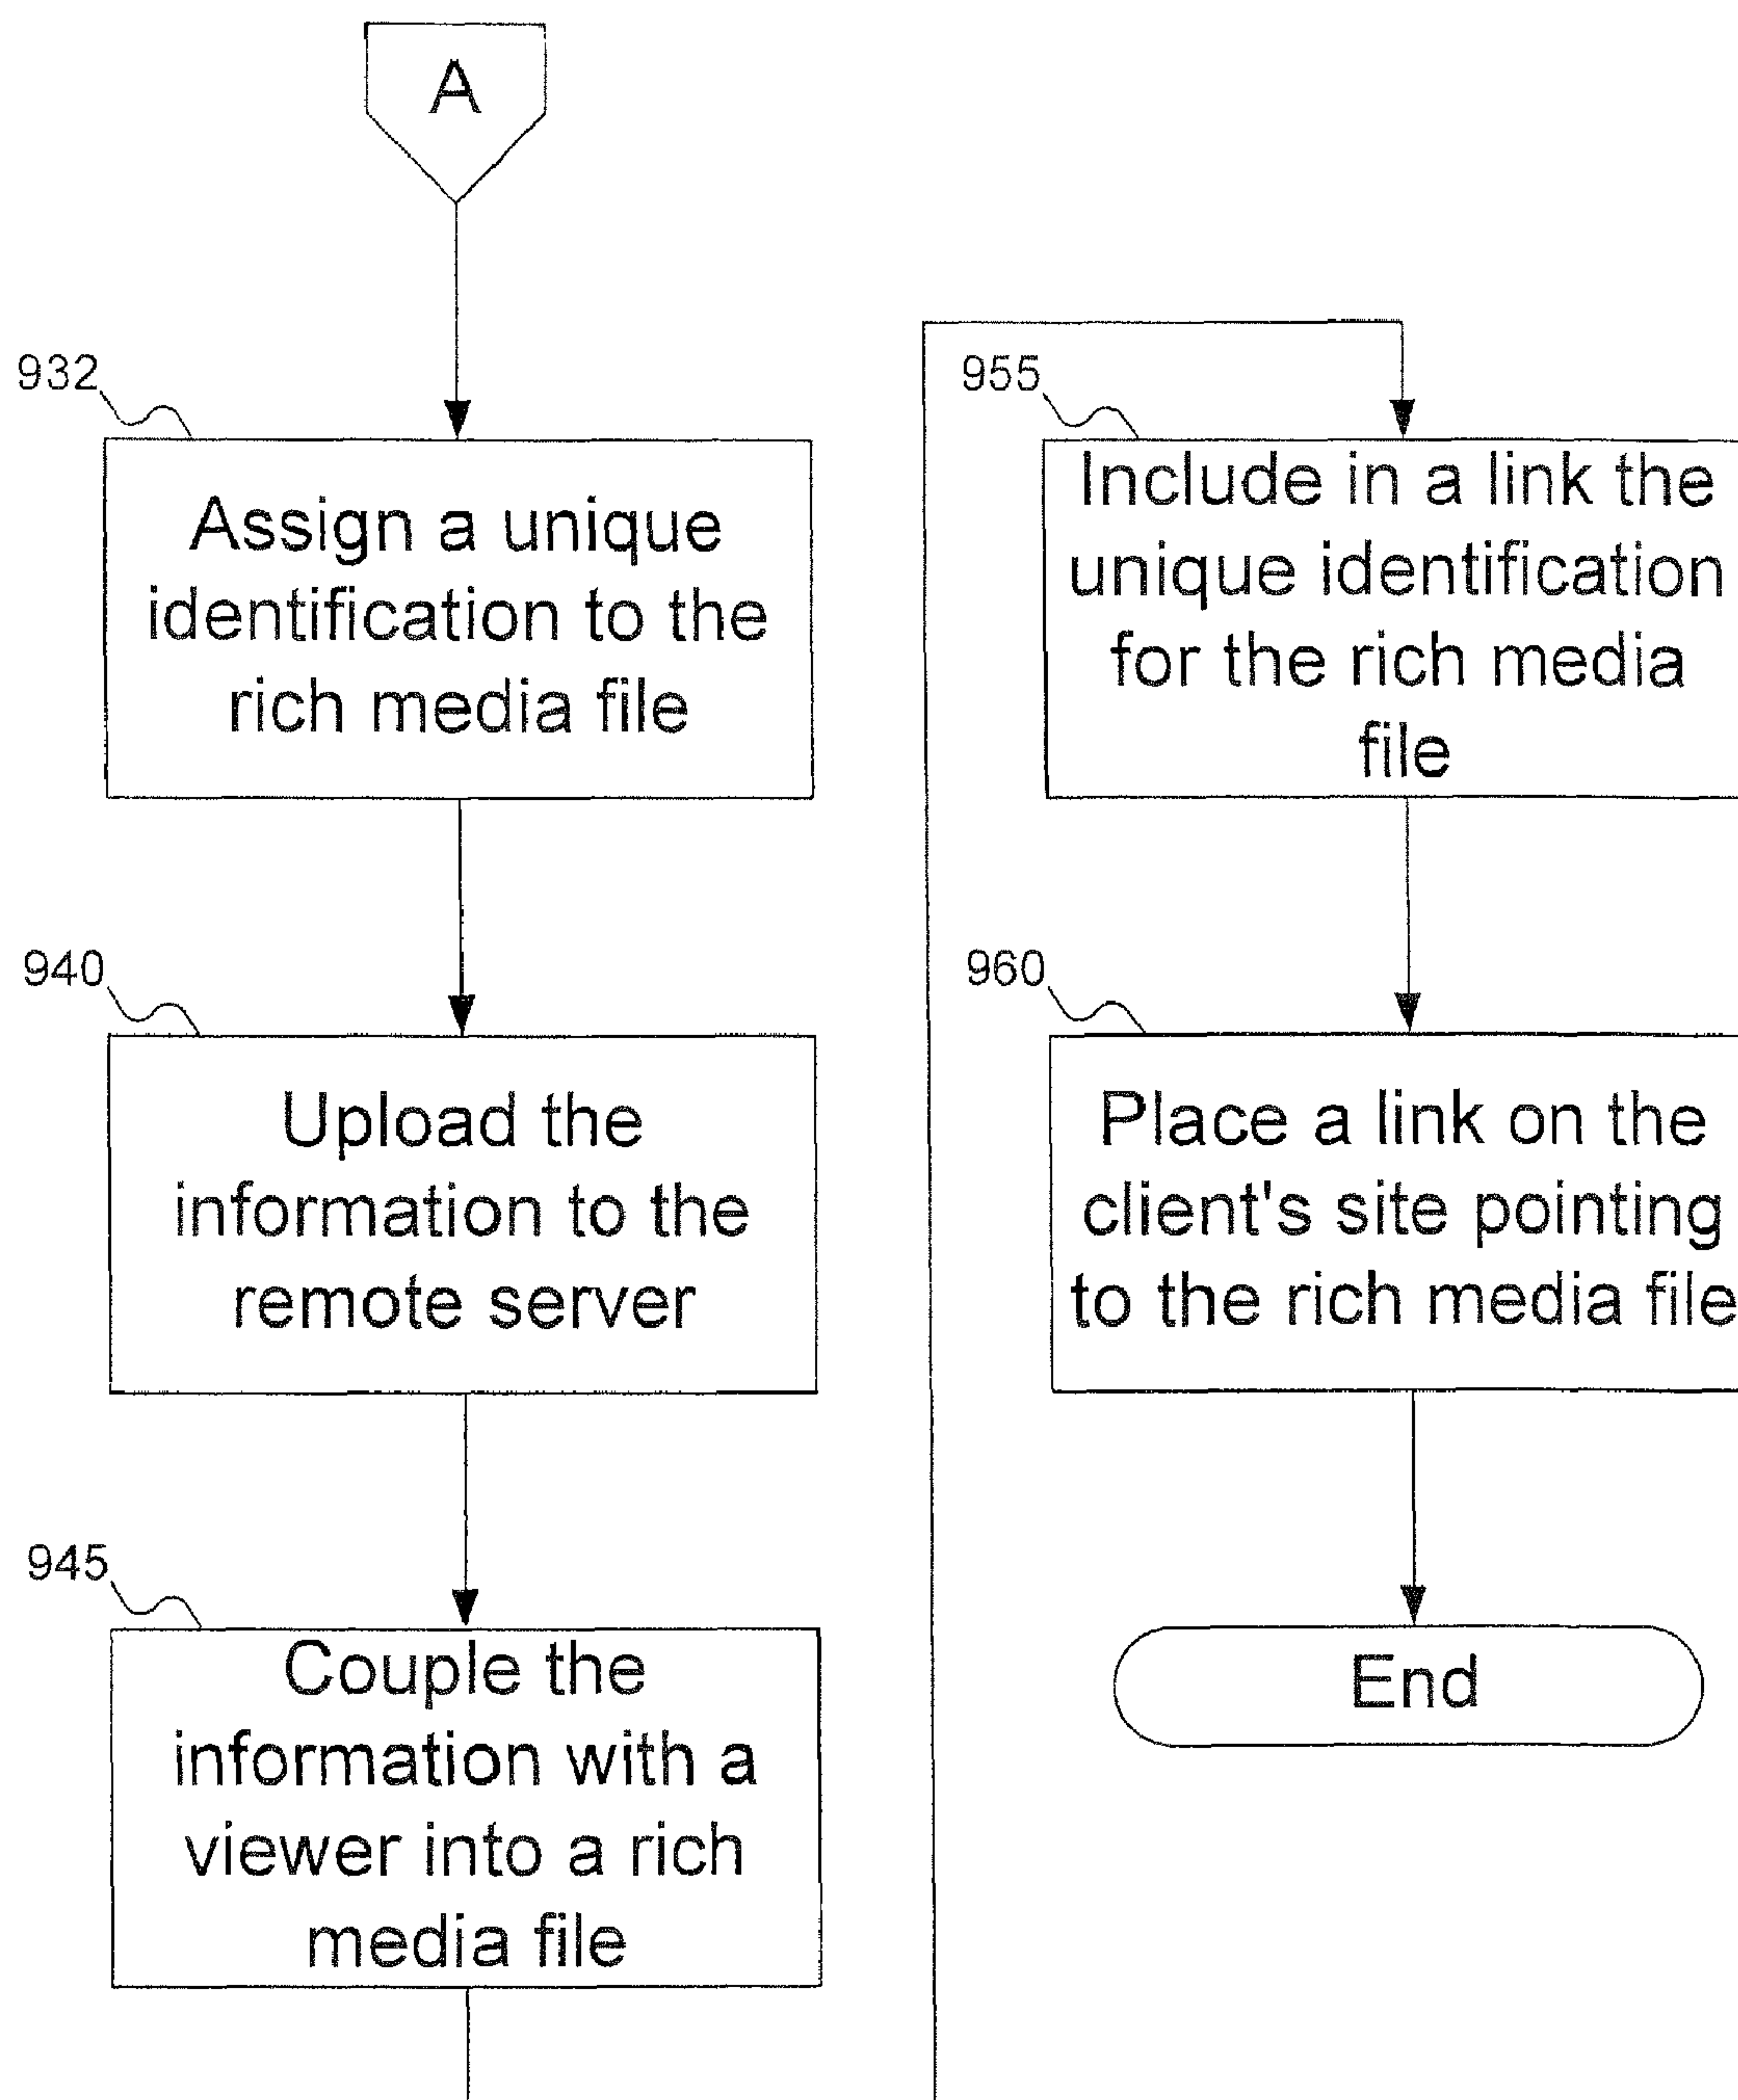 A
932
Assign a unique
identification to the
rich media file
940
Upload the
information to the
remote server
945
Couple the
information with a
viewer into a rich
media file
955
Include in a link the
unique identification
for the rich media
file
960
Place a link on the
client's site pointing
to the rich media file
End